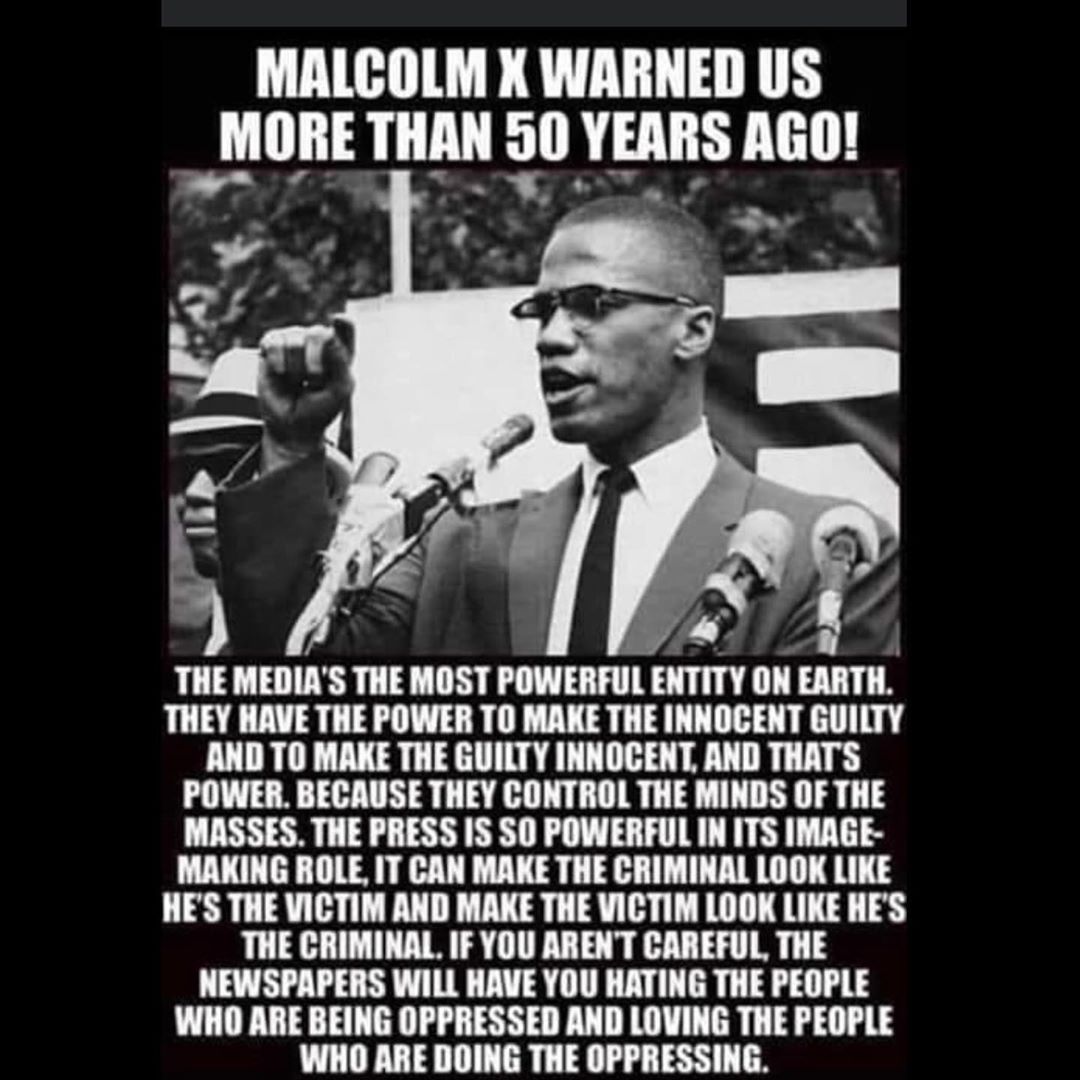 MALCOLM X WARNED US
MORE THAN 50 YEARS AGO!
THE MEDIA'S THE MOST POWERFUL ENTITY ON EARTH.
THEY HAVE THE POWER TO MAKE THE INNOCENT GUILTY
AND TO MAKE THE GUILTY INNOCENT, AND THAT'S
POWER. BECAUSE THEY CONTROL THE MINDS OF THE
MASSES. THE PRESS IS SO POWERFUL IN ITS IMAGE-
MAKING ROLE, IT CAN MAKE THE CRIMINAL LOOK LIKE
HE'S THE VICTIM AND MAKE THE VICTIM LOOK LIKE HE'S
THE CRIMINAL. IF YOU AREN'T CAREFUL, THE
NEWSPAPERS WILL HAVE YOU HATING THE PEOPLE
WHO ARE BEING OPPRESSED AND LOVING THE PEOPLE
WHO ARE DOING THE OPPRESSING.